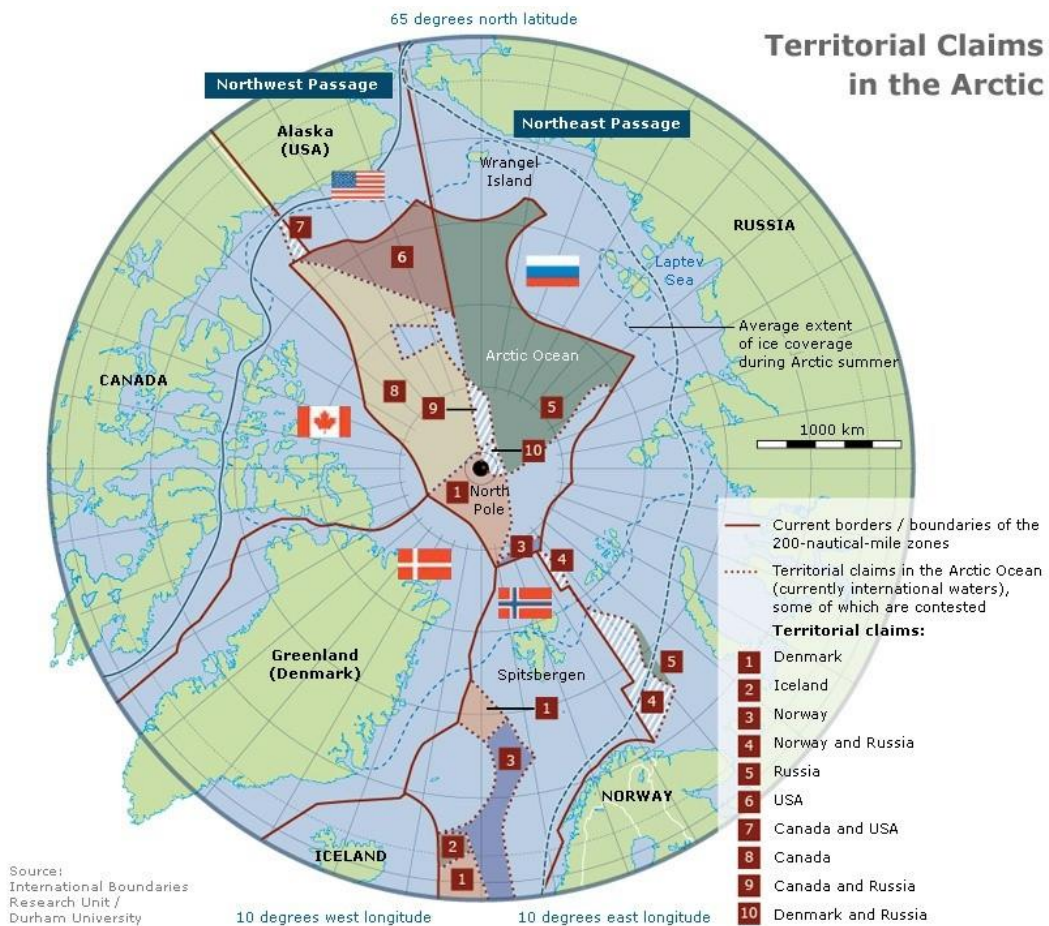 65 degrees north latitude
Territorial Claims
in the Arctic
Northwest Passage
Northeast Passage
Alaska
(USA)
Wrangel
Island
RUSSIA
7
6
Laptev
Sea
Average extent
of ice coverage
during Arctic summer
Arctic Ocean
CANADA
8
9
5
10
1000 km
1
North
Pole
3
4
Current borders / boundaries of the
200-nautical-mile zones
Territorial claims in the Arctic Ocean
(currently international waters),
some of which are contested
Territorial claims:
1 Denmark
2 Iceland
3 Norway
4 Norway and Russia
5 Russia
6 USA
7 Canada and USA
8 Canada
9 Canada and Russia
10 Denmark and Russia
Greenland
(Denmark)
Spitsbergen
5
4
1
3
NORWAY
2
ICELAND
1
Source:
International Boundaries
Research Unit /
Durham University
10 degrees west longitude
10 degrees east longitude